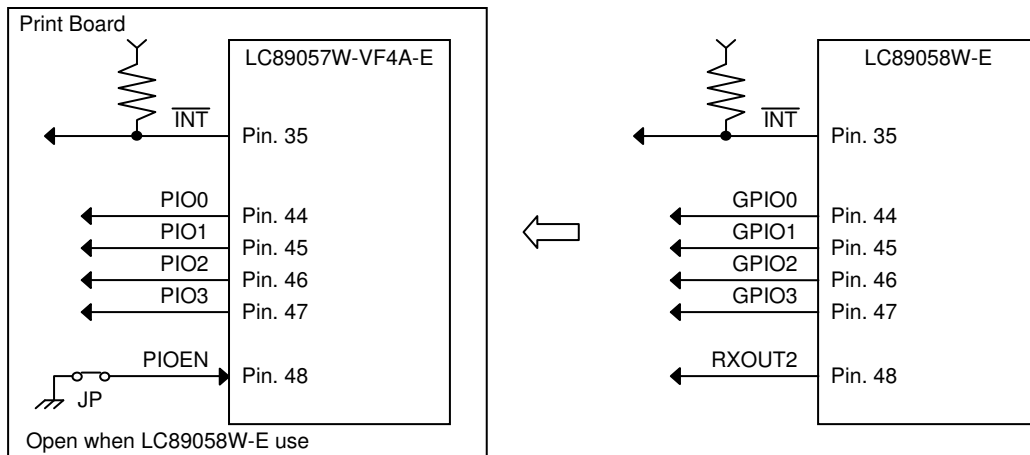 Print Board
LC89057W-VF4A-E
INT
Pin. 35
PIO0
Pin. 44
PIO1
Pin. 45
PIO2
Pin. 46
PIO3
Pin. 47
PIOEN
Pin. 48
JP
Open when LC89058W-E use
LC89058W-E
INT
Pin. 35
GPIO0
Pin. 44
GPIO1
Pin. 45
GPIO2
Pin. 46
GPIO3
Pin. 47
RXOUT2
Pin. 48